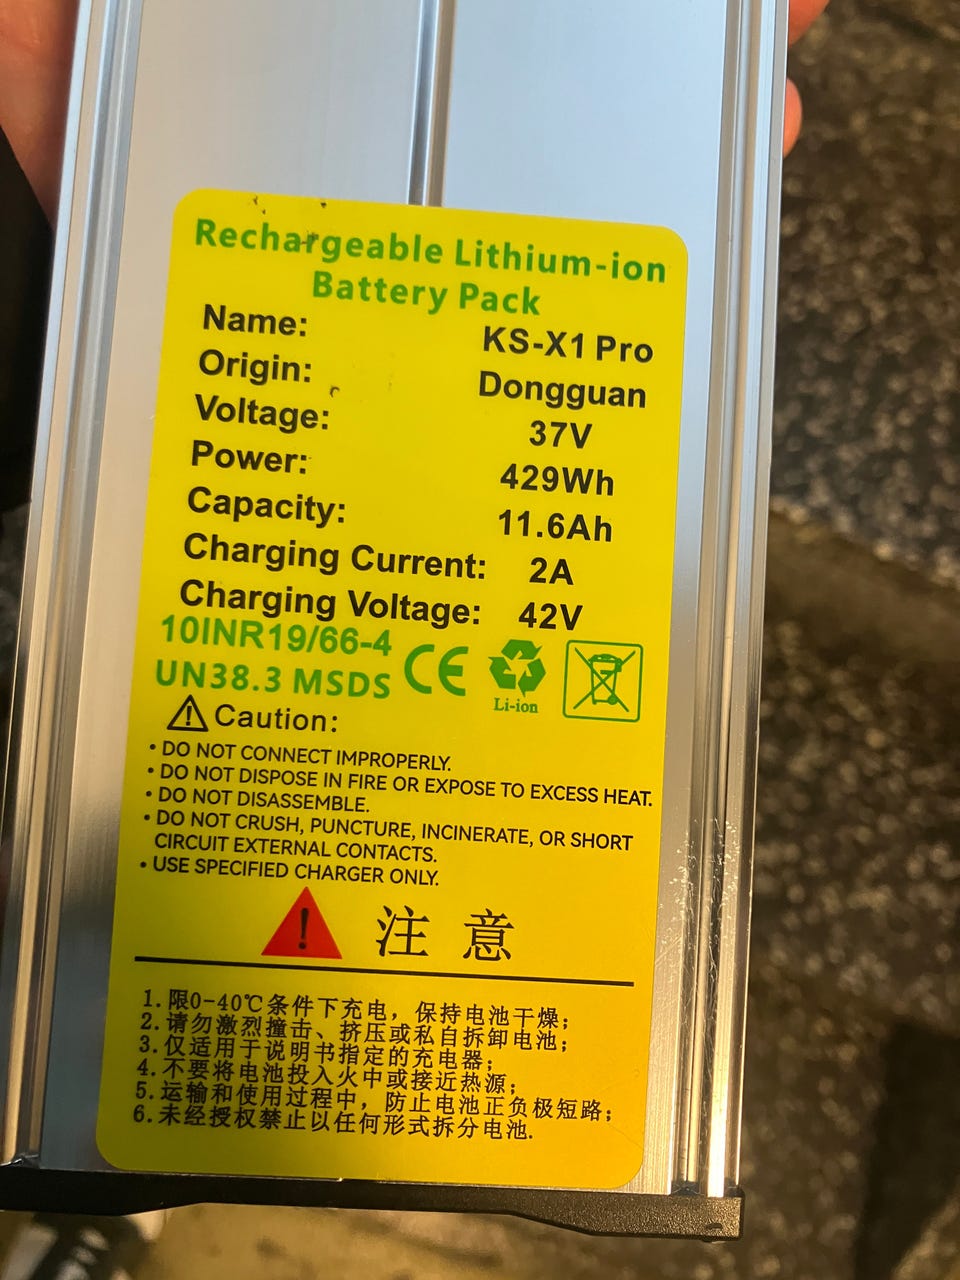 Rechargeable Lithium-ion
Battery Pack
Name: KS-X1 Pro
Origin: Dongguan
Voltage: 37V
Power: 429Wh
Capacity: 11.6Ah
Charging Current: 2A
Charging Voltage: 42V
10INR19/66-4
UN38.3 MSDS
CE
Li-ion
Caution:
• DO NOT CONNECT IMPROPERLY.
• DO NOT DISPOSE IN FIRE OR EXPOSE TO EXCESS HEAT.
• DO NOT DISASSEMBLE.
• DO NOT CRUSH, PUNCTURE, INCINERATE, OR SHORT
CIRCUIT EXTERNAL CONTACTS.
• USE SPECIFIED CHARGER ONLY.
注 意
1.限0-40℃条件下充电，保持电池干燥；
2.请勿激烈撞击、挤压或私自拆卸电池；
3.仅适用于说明书指定的充电器；
4.不要将电池投入火中或接近热源；
5.运输和使用过程中，防止电池正负极短路；
6.未经授权禁止以任何形式拆分电池.